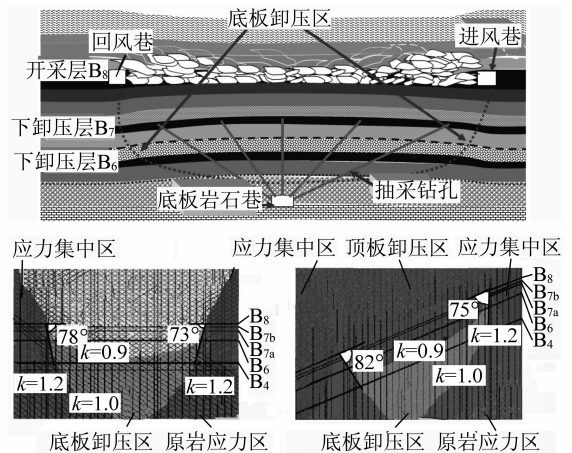 底板卸压区
回风巷
进风巷
开采层B₈
下卸压层B₇
下卸压层B₆
底板岩石巷
抽采钻孔
应力集中区
应力集中区
顶板卸压区
应力集中区
B₈
B₇b
B₇a
B₆
B₄
78°
73°
k=0.9
k=1.2
k=1.0
k=1.2
底板卸压区
原岩应力区
B₈
B₇b
B₇a
B₆
B₄
75°
82°
k=0.9
k=1.2
k=1.0
底板卸压区
原岩应力区